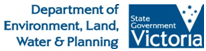 Department of
Environment, Land,
Water & Planning
State
Government
Victoria